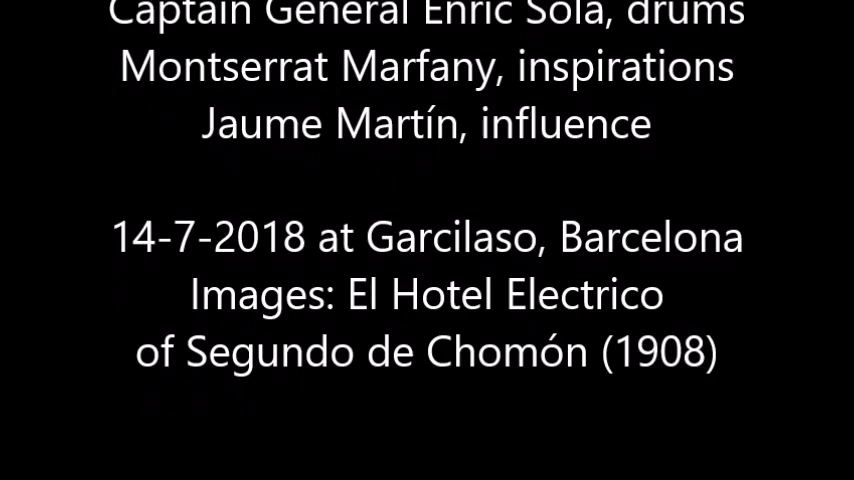 Captain General Enric Solà, drums
Montserrat Marfany, inspirations
Jaume Martín, influence
14-7-2018 at Garcilaso, Barcelona
Images: El Hotel Electrico
of Segundo de Chomón (1908)